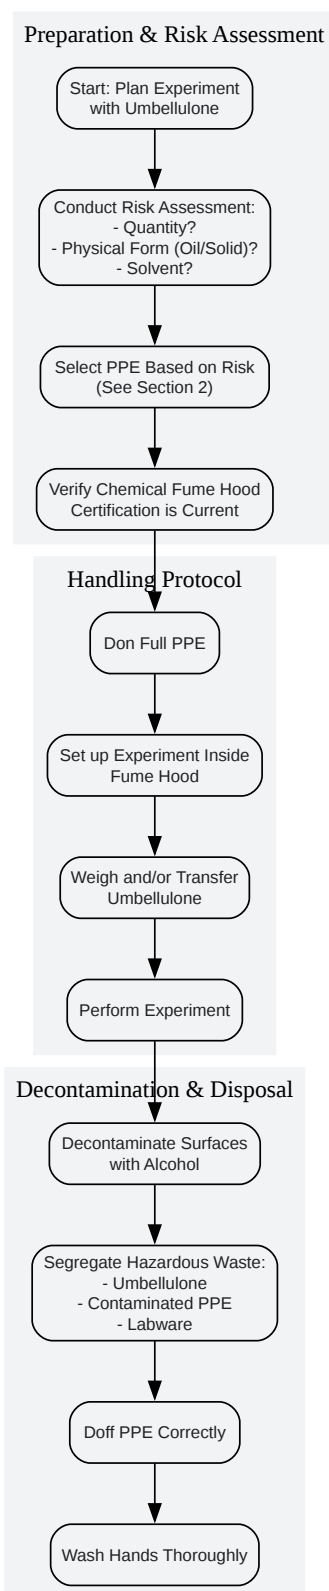 Preparation & Risk Assessment
Start: Plan Experiment
with Umbellulone
Conduct Risk Assessment:
- Quantity?
- Physical Form (Oil/Solid)?
- Solvent?
Select PPE Based on Risk
(See Section 2)
Verify Chemical Fume Hood
Certification is Current
Handling Protocol
Don Full PPE
Set up Experiment Inside
Fume Hood
Weigh and/or Transfer
Umbellulone
Perform Experiment
Decontamination & Disposal
Decontaminate Surfaces
with Alcohol
Segregate Hazardous Waste:
- Umbellulone
- Contaminated PPE
- Labware
Doff PPE Correctly
Wash Hands Thoroughly